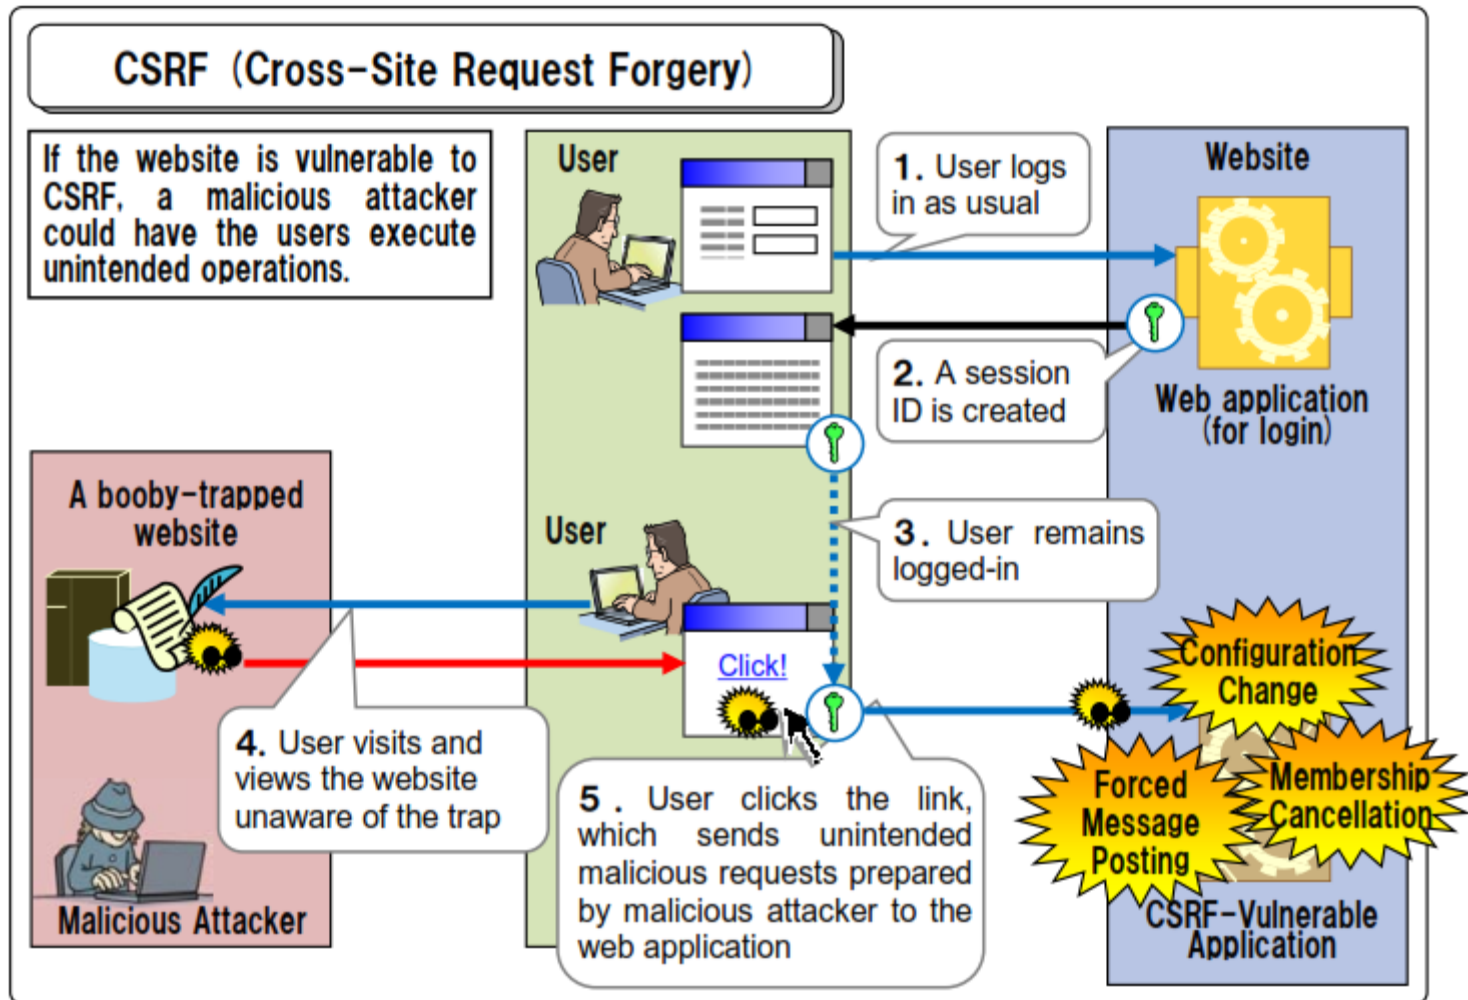 CSRF (Cross-Site Request Forgery)
If the website is vulnerable to
CSRF, a malicious attacker
could have the users execute
unintended operations.
User
1. User logs
in as usual
Website
2. A session
ID is created
Web application
(for login)
A booby-trapped
website
User
3. User remains
logged-in
Click!
Configuration
Change
4. User visits and
views the website
unaware of the trap
5. User clicks the link,
which sends unintended
malicious requests prepared
by malicious attacker to the
web application
Forced
Message
Posting
Membership
Cancellation
Malicious Attacker
CSRF-Vulnerable
Application